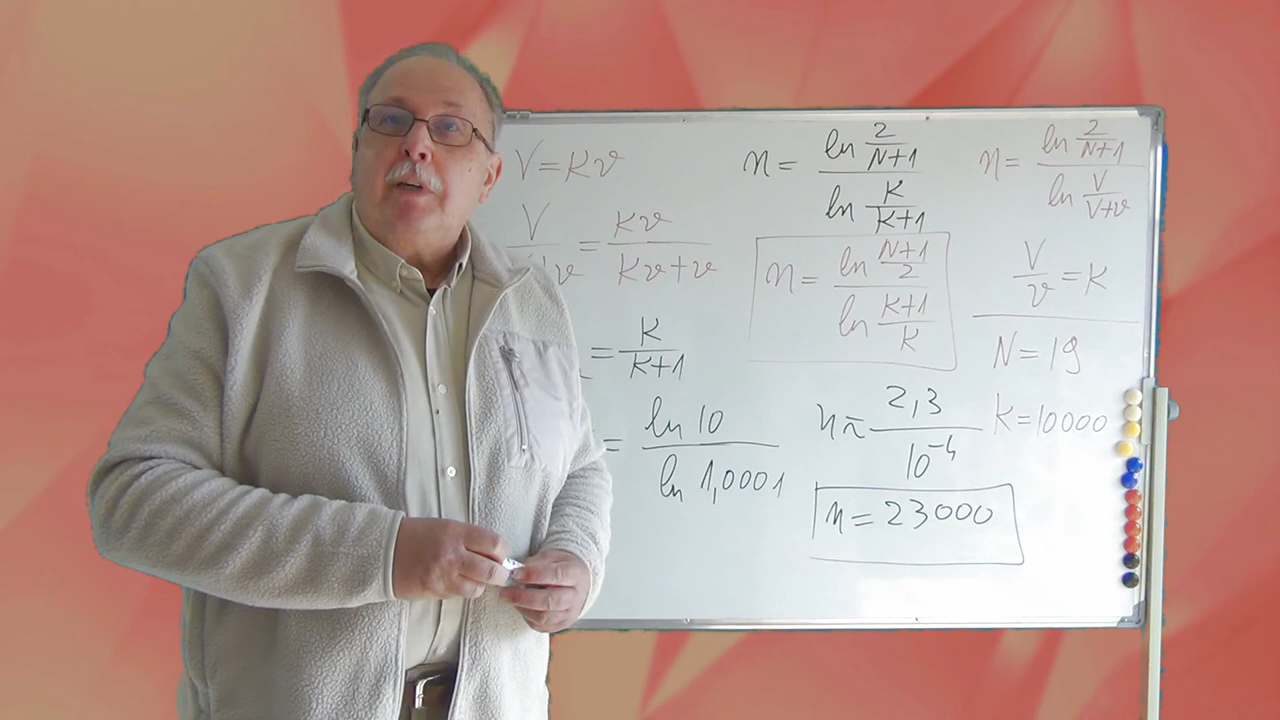 V = Kv
V/ v = Kv/(Kv+v)
= K/(K+1)
= ln 10 / ln 1,0001
n = ln 2/(N+1) / ln K/(K+1)
n = ln (N+1)/2 / ln (K+1)/K
n ≈ 2,3 / 10⁻⁴
n = 23000
n = ln 2/(N+1) / ln V/(V+v)
V/v = K
N = 19
K = 10000